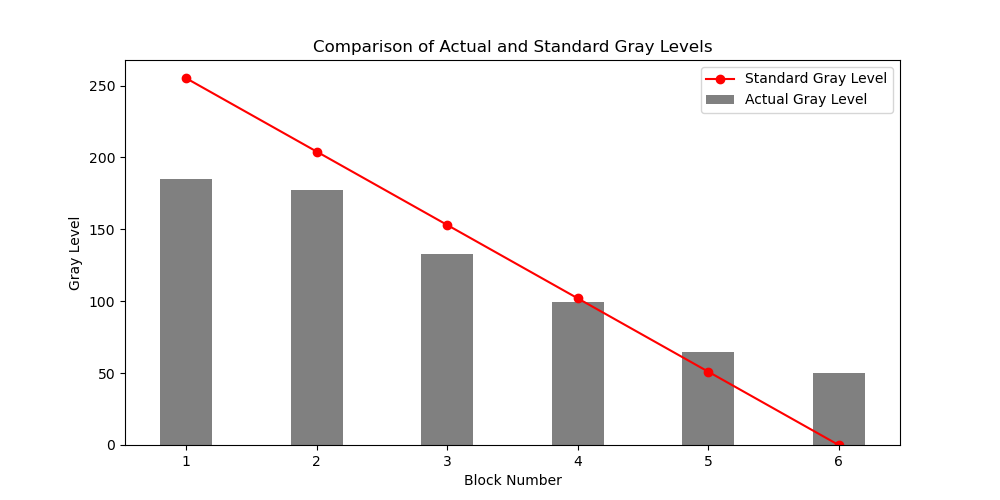 Comparison of Actual and Standard Gray Levels
Standard Gray Level
Actual Gray Level
Gray Level
250
200
150
100
50
0
1 2 3 4 5 6
Block Number